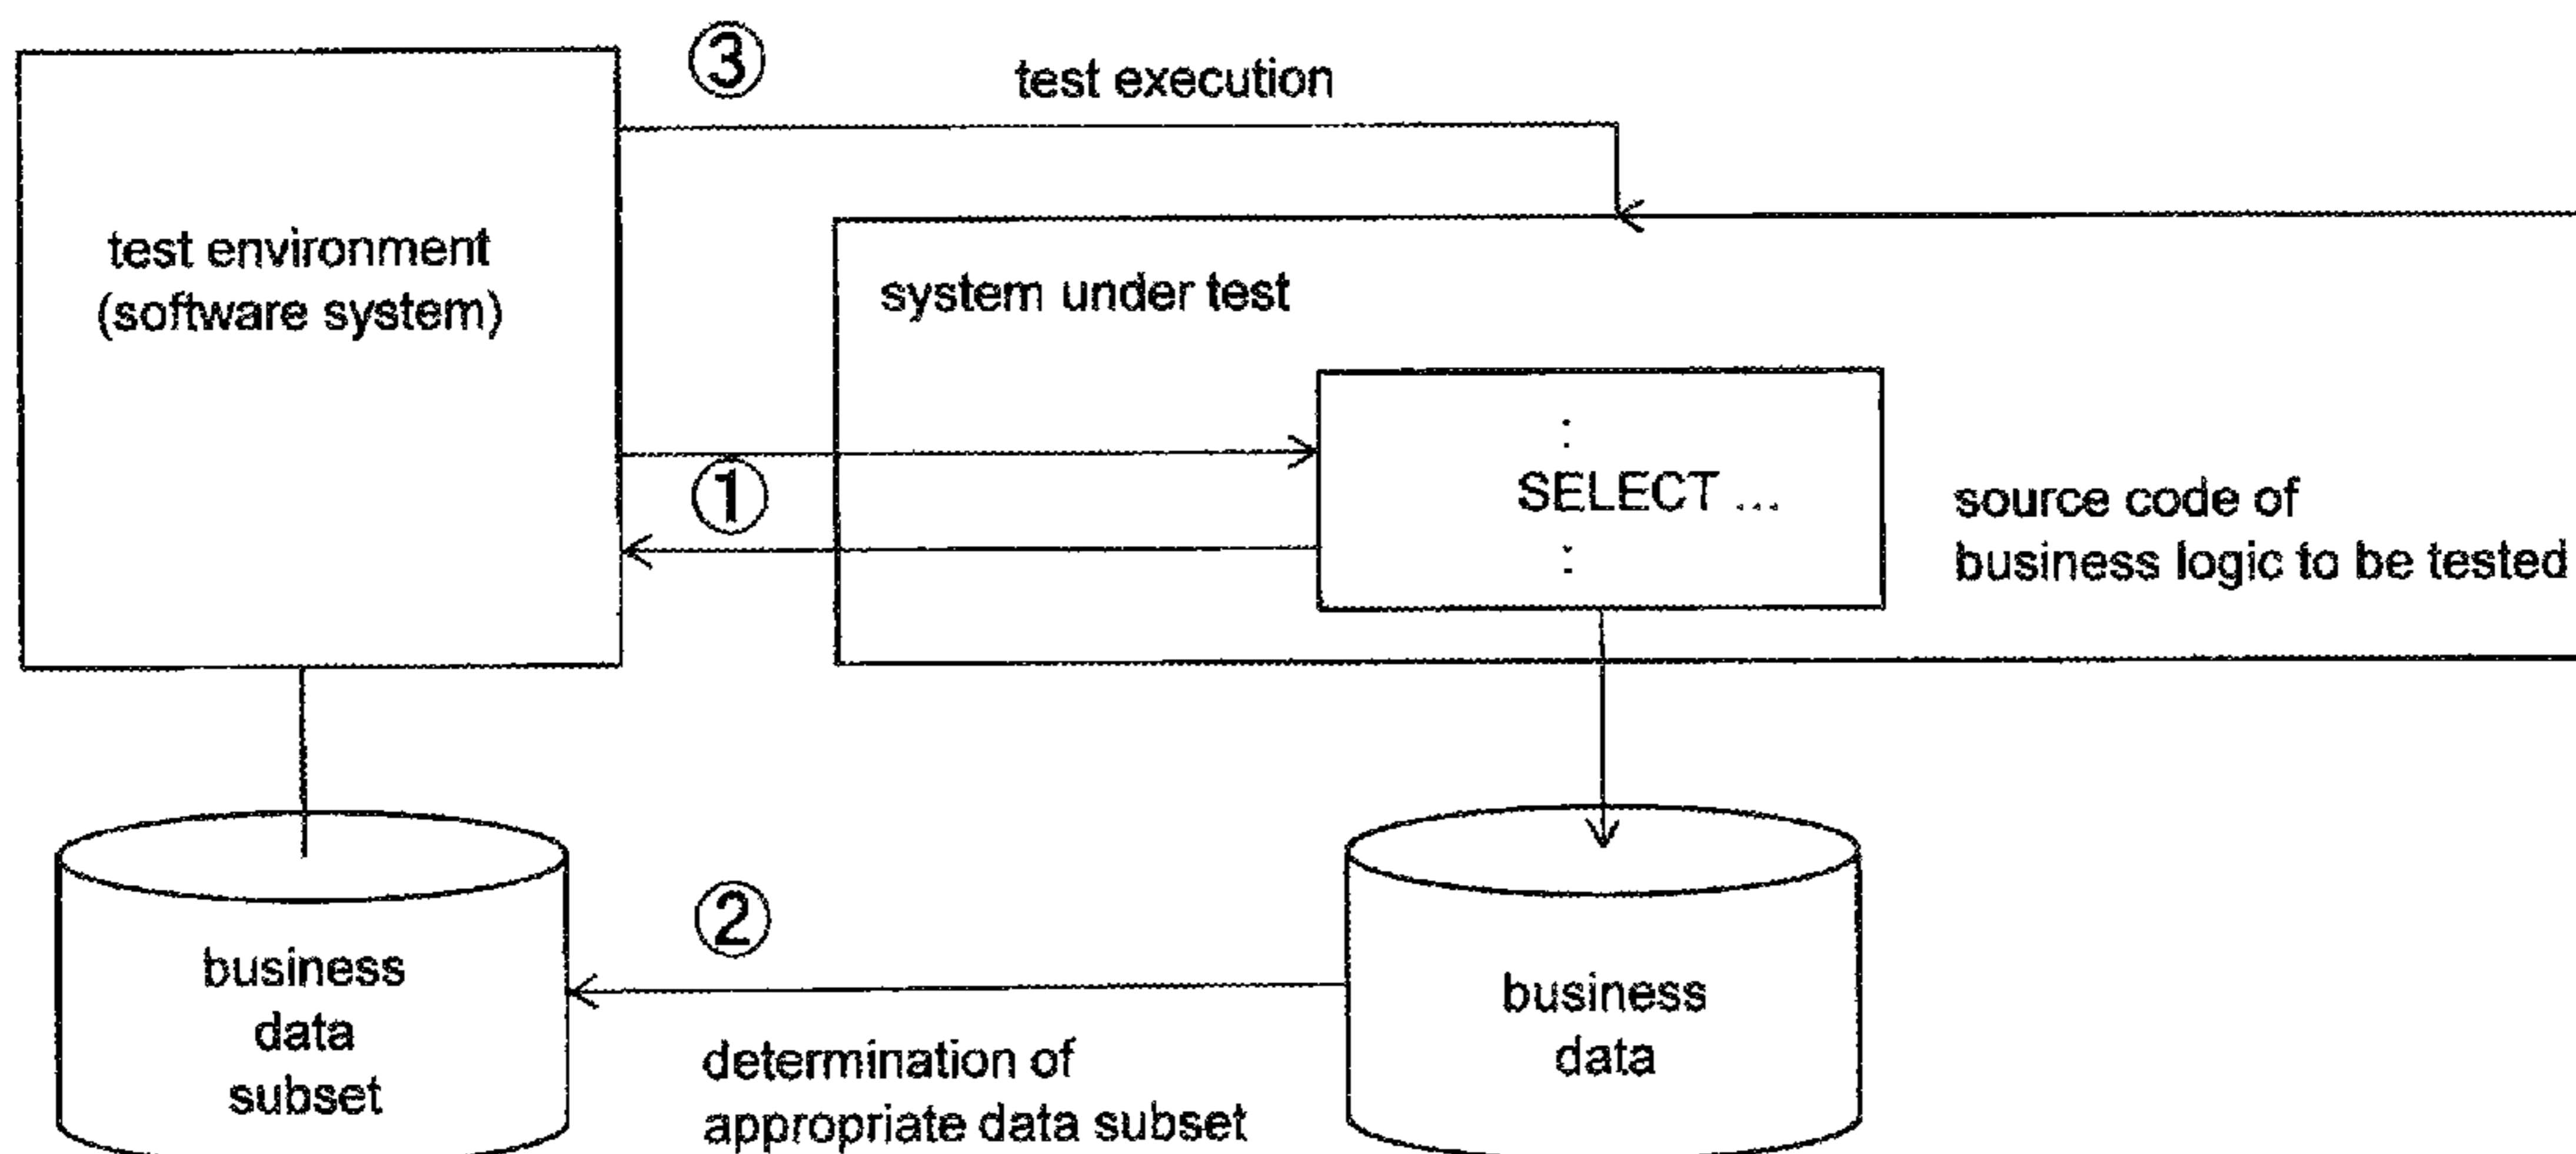 ③
test execution
test environment
(software system)
system under test
①
:
SELECT ...
:
source code of
business logic to be tested
②
business
data
subset
determination of
appropriate data subset
business
data